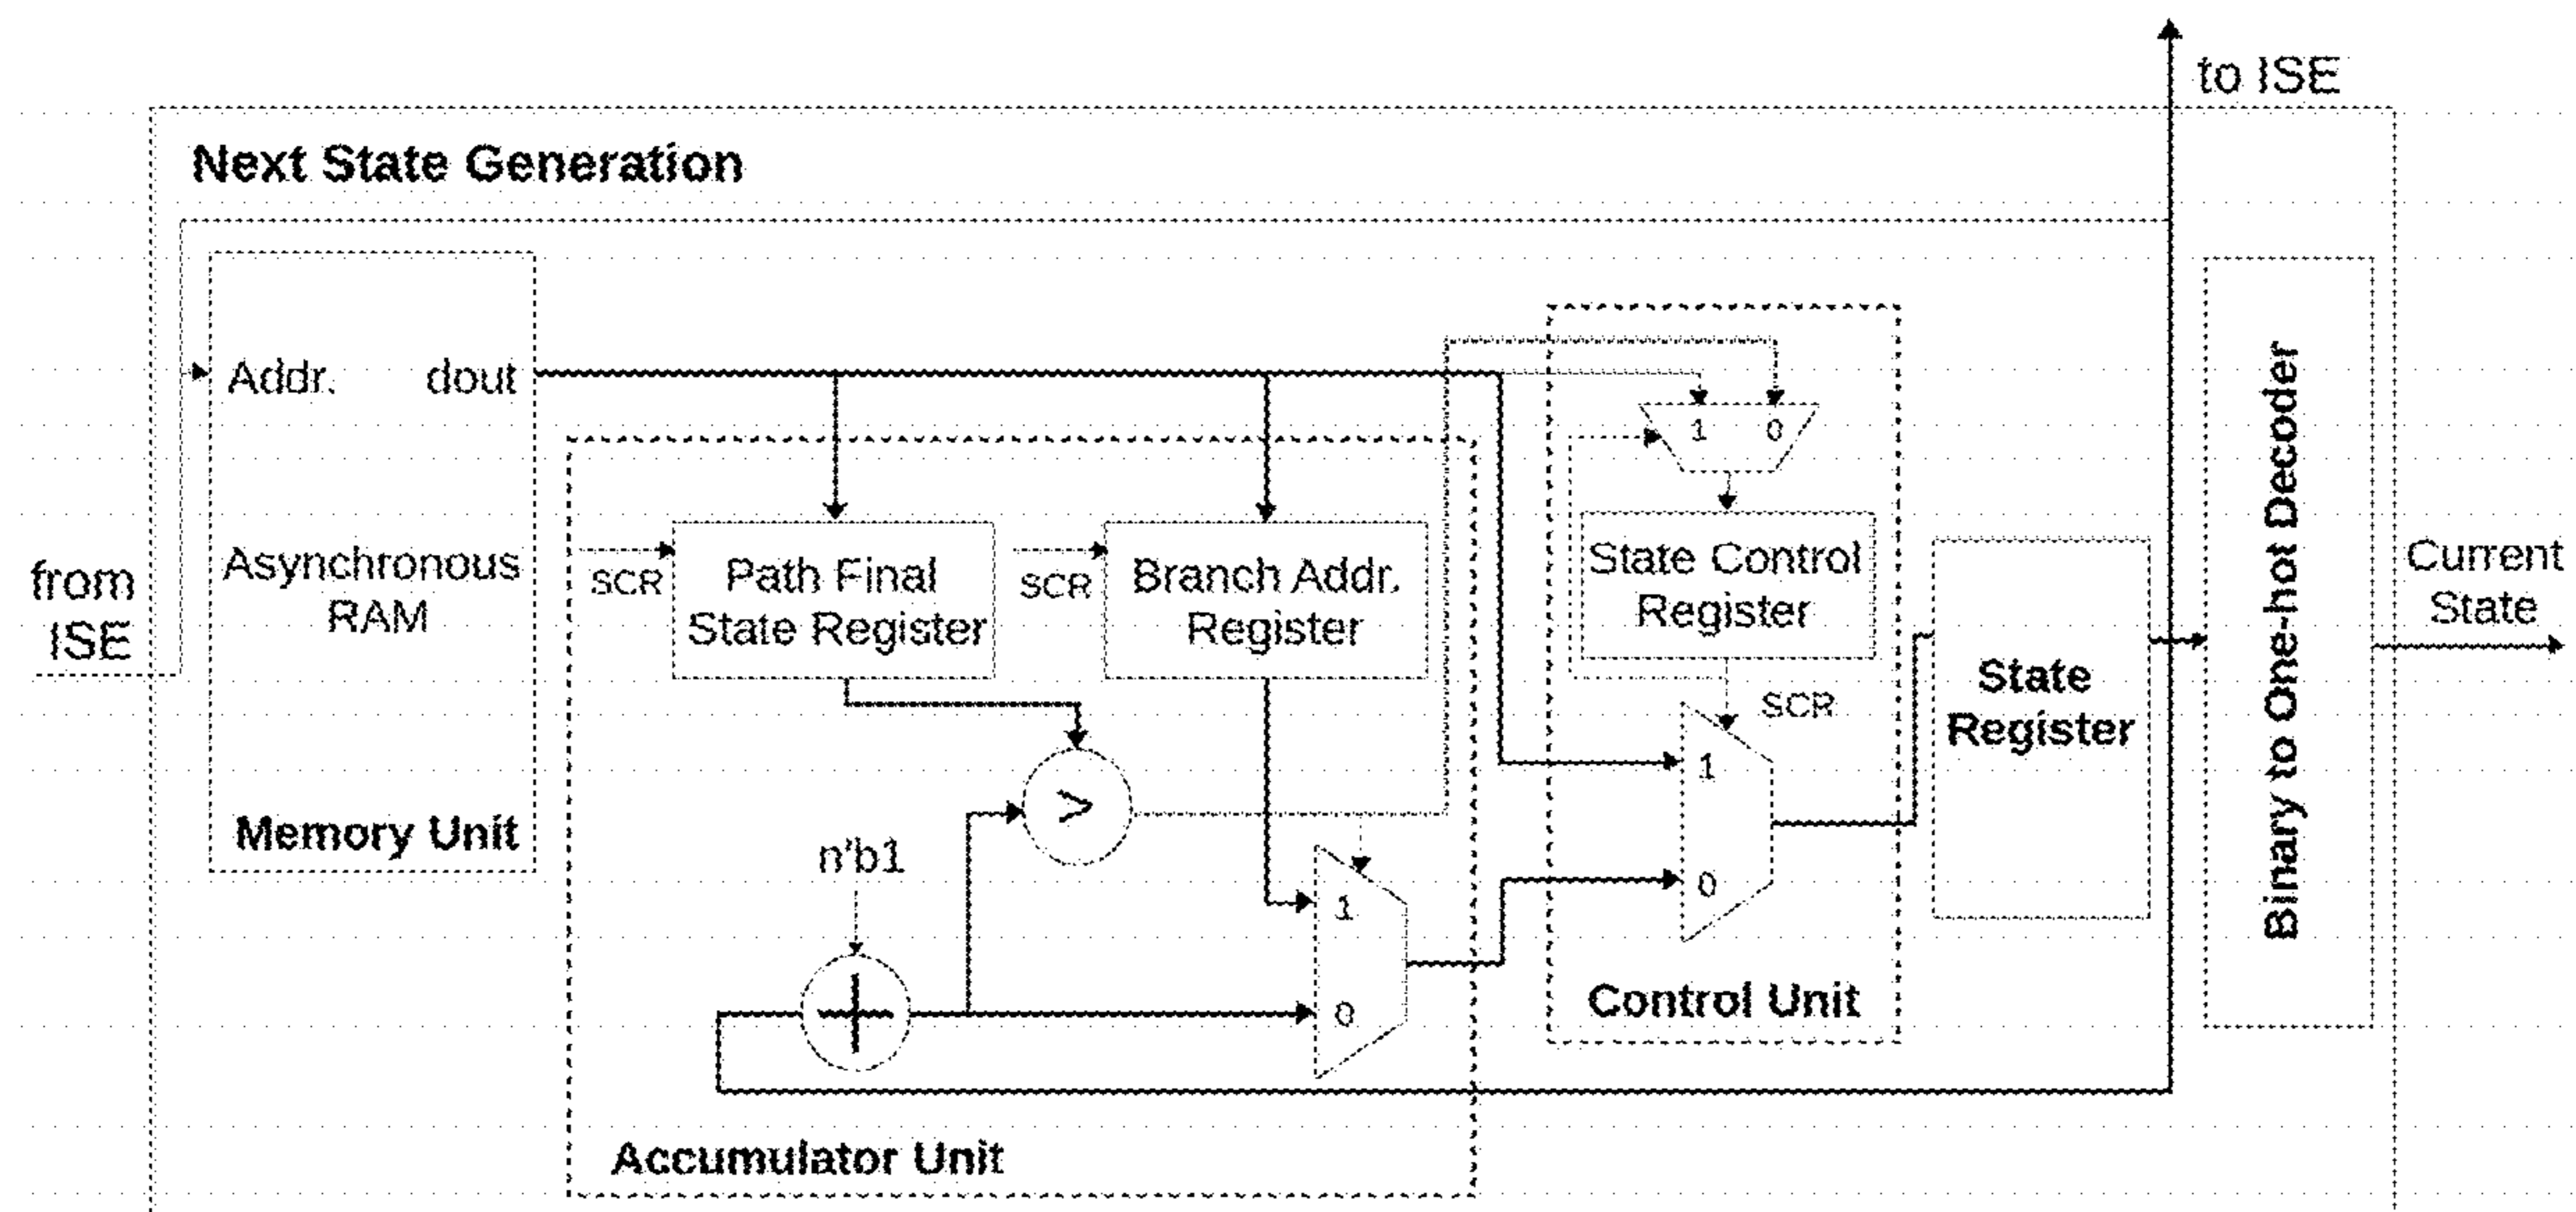 to ISE
Next State Generation
Addr.
dout
Asynchronous
RAM
Memory Unit
from
ISE
SCR
Path Final
State Register
SCR
Branch Addr.
Register
>
n'b1
+
1
0
Accumulator Unit
1
0
State Control
Register
SCR
1
0
Control Unit
State
Register
Binary to One-hot Decoder
Current
State